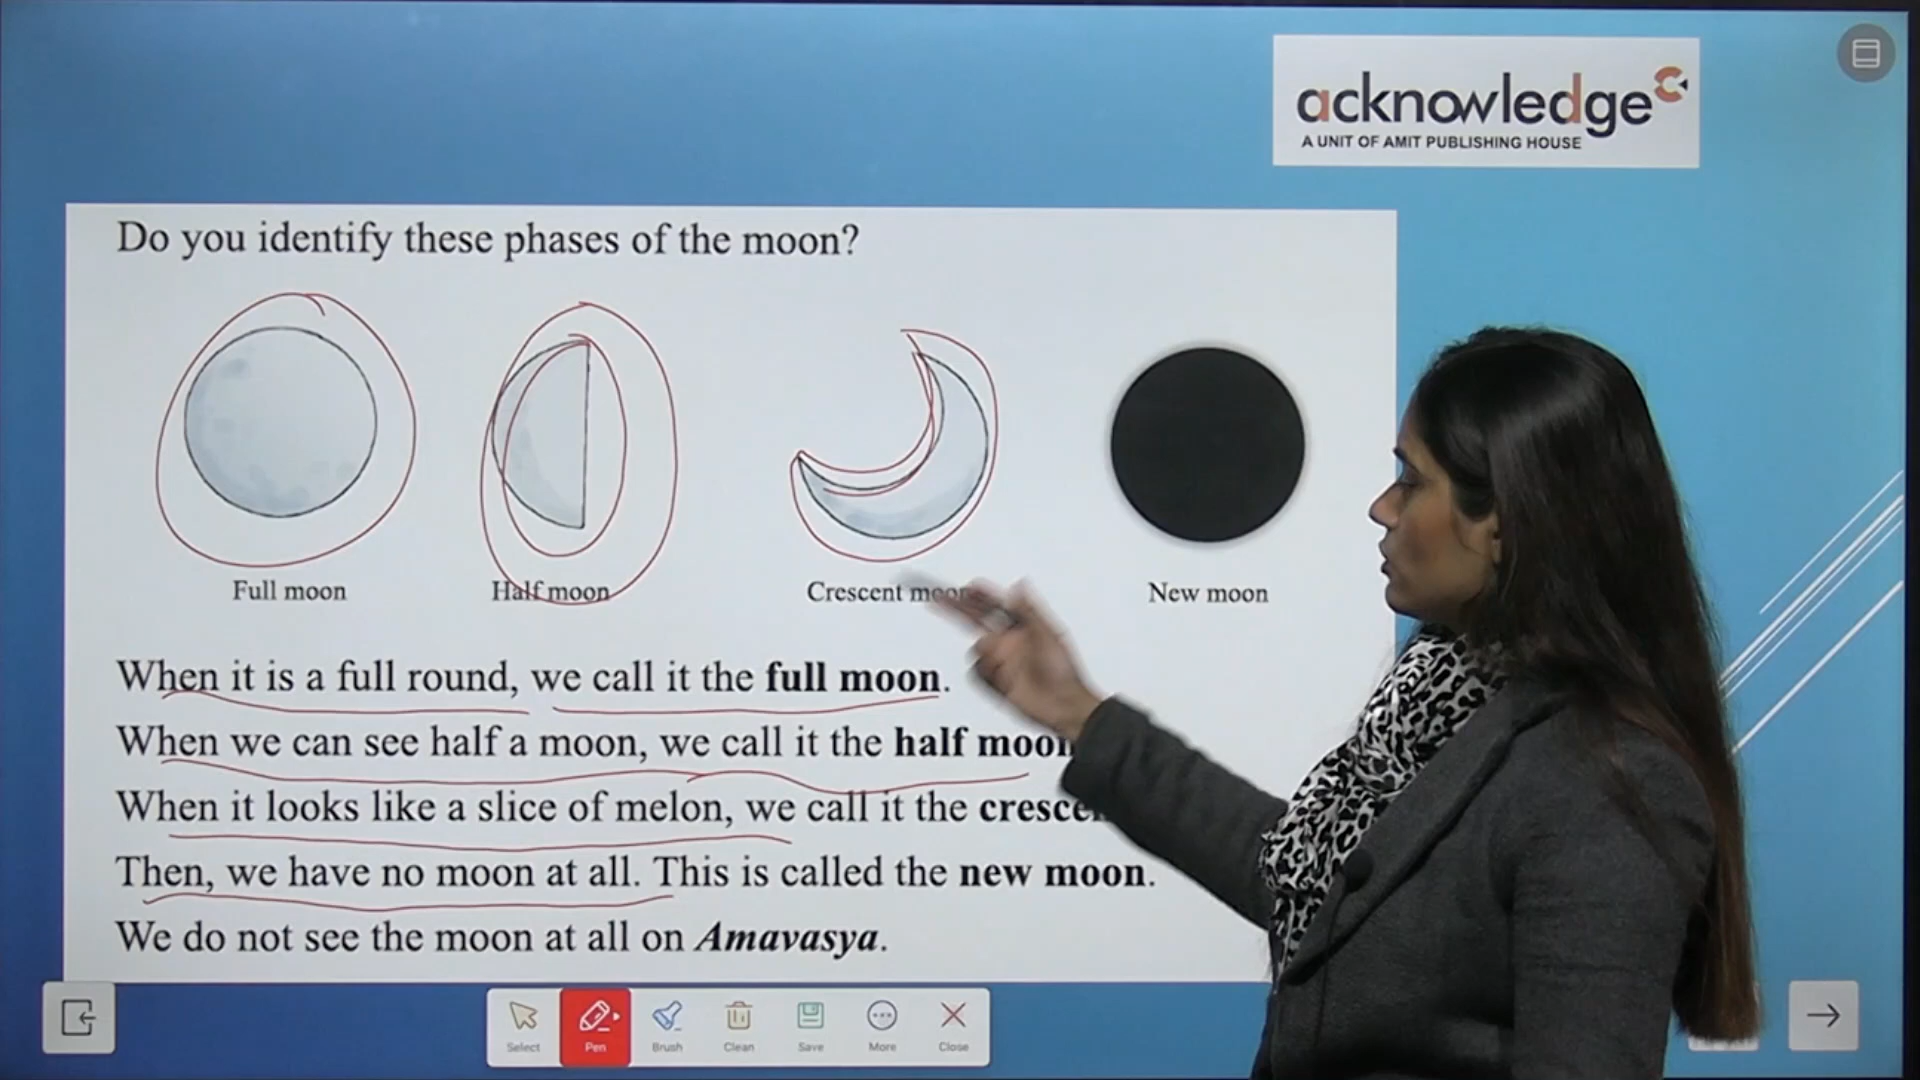 acknowledge
A UNIT OF AMIT PUBLISHING HOUSE
Do you identify these phases of the moon?
Full moon
Half moon
Crescent moon
New moon
When it is a full round, we call it the full moon.
When we can see half a moon, we call it the half moon
When it looks like a slice of melon, we call it the
Then, we have no moon at all. This is called the new moon.
We do not see the moon at all on Amavasya.
Select
Pen
Brush
Clean
Save
More
Close